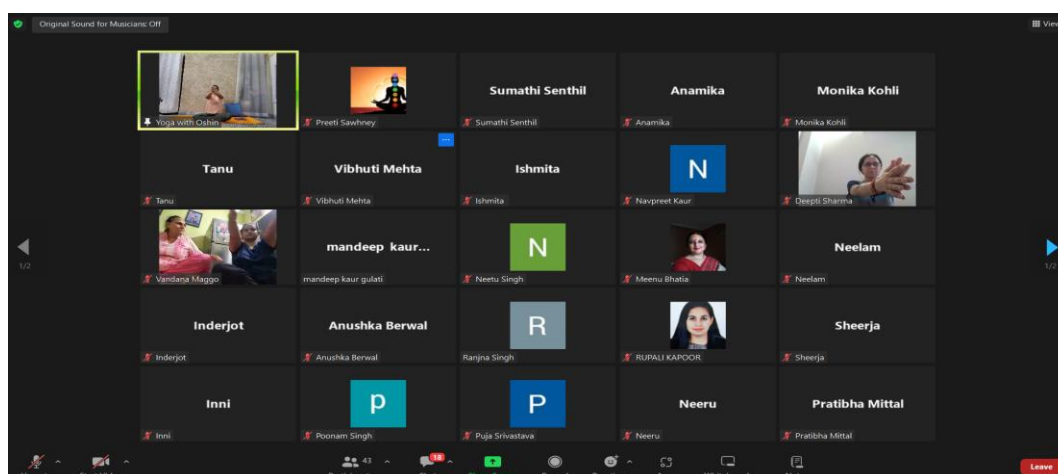 Original Sound for Musicians: Off
View
Yoga with Oshin
Preeti Sawhney
Sumathi Senthil
Sumathi Senthil
Anamika
Anamika
Monika Kohli
Monika Kohli
Tanu
Tanu
Vibhuti Mehta
Vibhuti Mehta
Ishmita
Ishmita
N
Navpreet Kaur
Deepti Sharma
Vandana Maggo
mandeep kaur...
mandeep kaur gulati
N
Neetu Singh
Meenu Bhatia
Neelam
Neelam
1/2
1/2
Inderjot
Inderjot
Anushka Berwal
Anushka Berwal
R
Ranjna Singh
RUPALI KAPOOR
Sheerja
Sheerja
Inni
Inni
p
Poonam Singh
P
Puja Srivastava
Neeru
Neeru
Pratibha Mittal
Pratibha Mittal
43
18
Leave